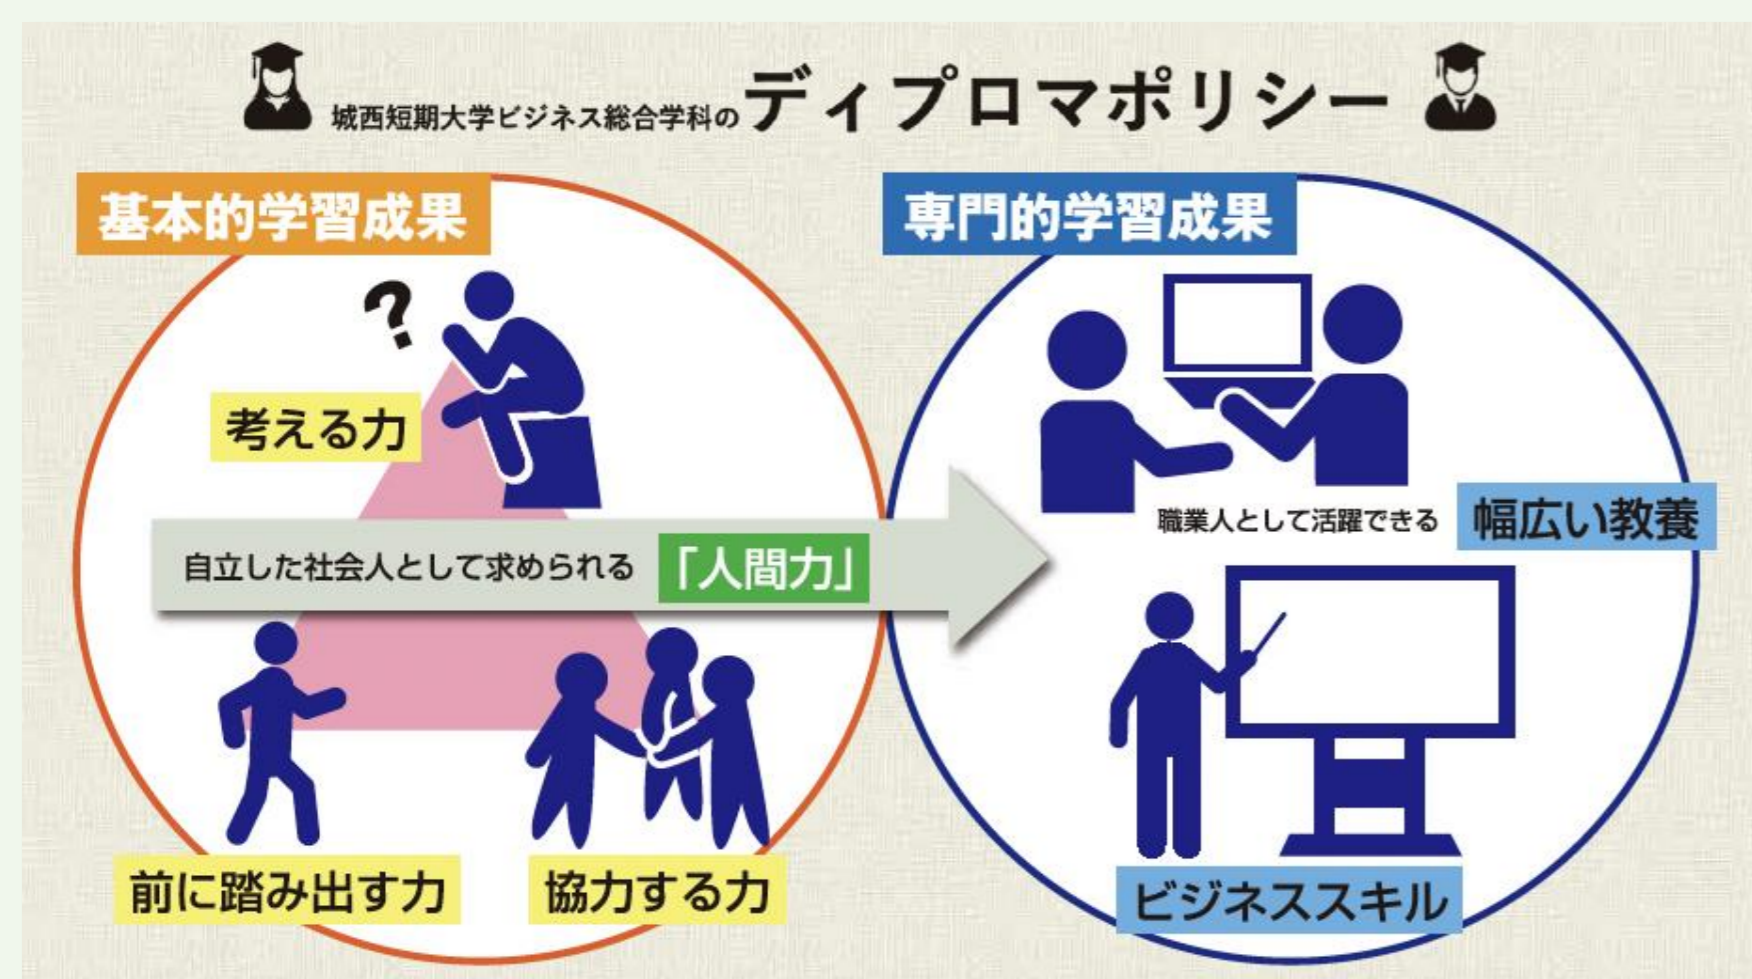 城西短期大学ビジネス総合学科のディプロマポリシー
基本的学習成果
?
考える力
自立した社会人として求められる「人間力」
前に踏み出す力
協力する力
専門的学習成果
職業人として活躍できる 幅広い教養
ビジネススキル